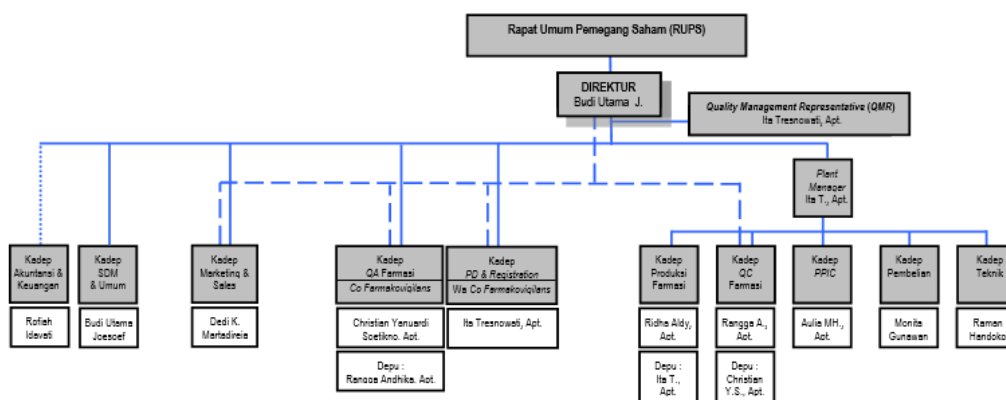 Rapat Umum Pemegang Saham (RUPS)
DIREKTUR
Budi Utama J.
Quality Management Representative (QMR)
Ita Tresnowati, Apt.
Plant
Manager
Ita T., Apt.
Kadep
Akuntansi &
Keuangan
Rofiah
Kadep
SDM
& Umum
Budi Utama
Joesoef
Kadep
Marketing &
Sales
Dedi K.
Martadireja
Kadep
QA Farmasi
Co Farmakovigilans
Christian Yanuardi
Soetikno. Apt.
Depu :
Rangga Andhika. Apt.
Kadep
PD & Registration
Wa Co Farmakovigilans
Ita Tresnowati, Apt.
Kadep
Produksi
Farmasi
Ridha Aldy,
Apt.
Depu :
Ita T.,
Apt.
Kadep
QC
Farmasi
Rangga A.,
Apt.
Depu :
Christian
Y.S., Apt.
Kadep
PPIC
Aulia MH.,
Apt.
Kadep
Pembelian
Monita
Gunawan
Kadep
Teknik
Raman
Handoko